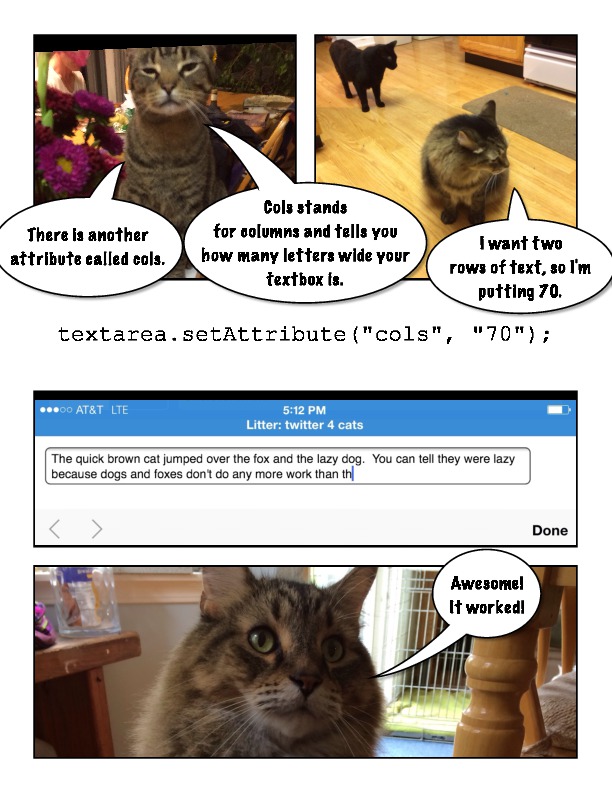 There is another
attribute called cols.
Cols stands
for columns and tells you
how many letters wide your
textbox is.
I want two
rows of text, so I'm
putting 70.
textarea.setAttribute("cols", "70");
AT&T LTE
5:12 PM
Litter: twitter 4 cats
The quick brown cat jumped over the fox and the lazy dog.  You can tell they were lazy
because dogs and foxes don't do any more work than th
Done
Awesome!
It worked!